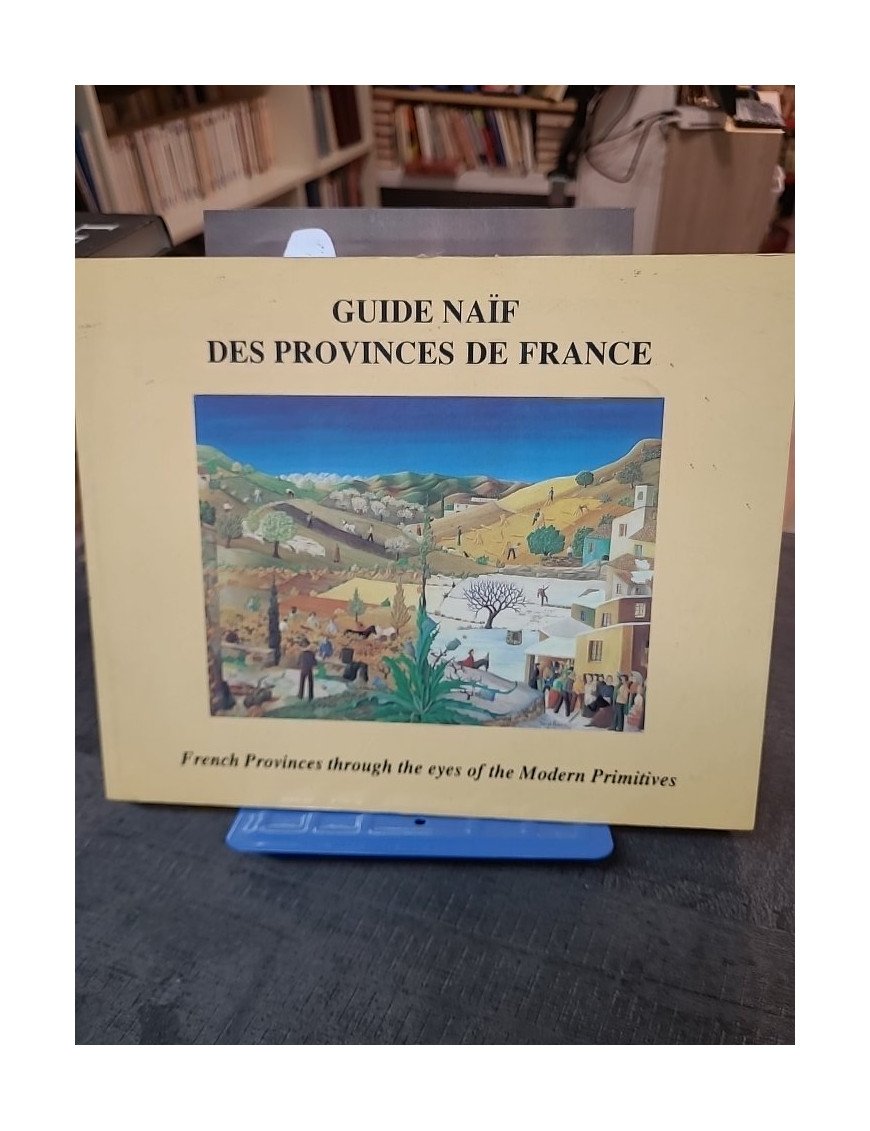 GUIDE NAÏF
DES PROVINCES DE FRANCE
French Provinces through the eyes of the Modern Primitives